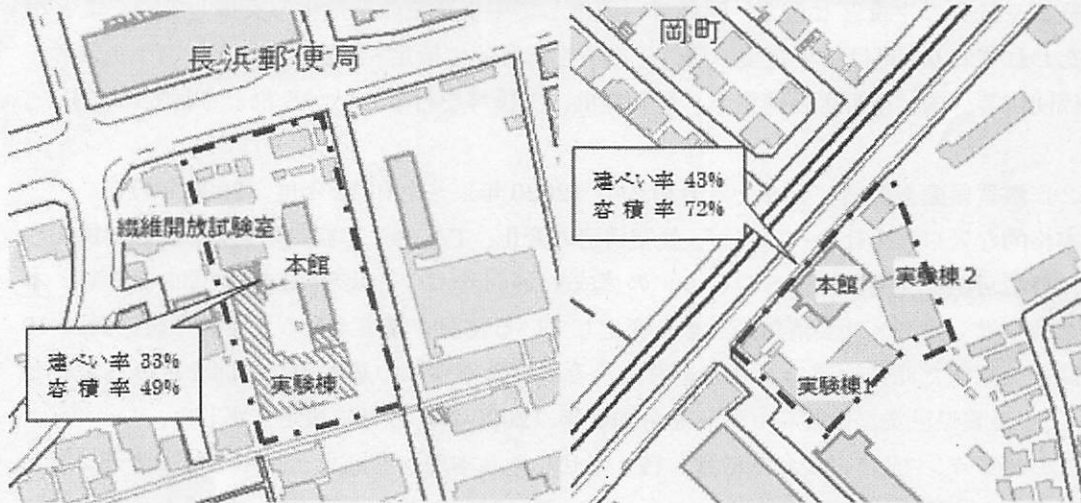 長浜郵便局
繊維開放試験室
本館
建ぺい率 33%
容積率 49%
実験棟
岡町
建ぺい率 43%
容積率 72%
本館
実験棟2
実験棟1